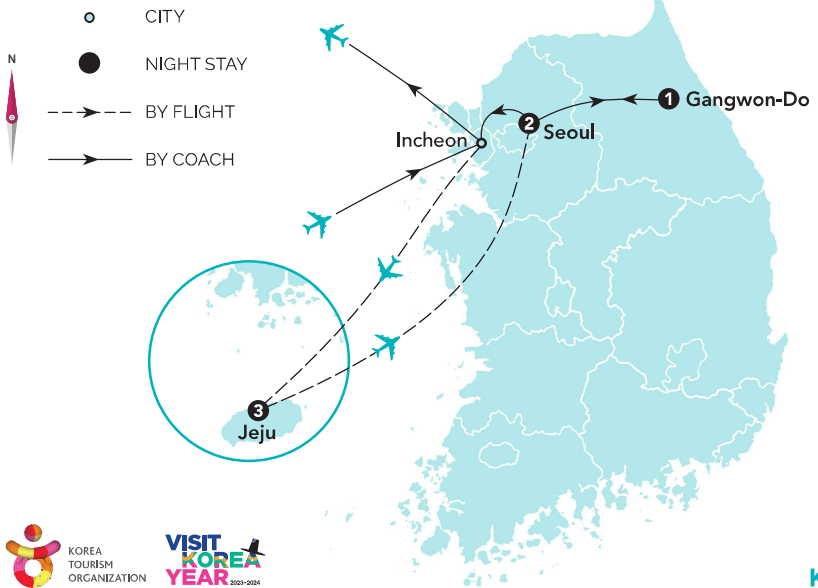 CITY
NIGHT STAY
BY FLIGHT
BY COACH
N
1 Gangwon-Do
2 Seoul
Incheon
3
Jeju
KOREA
TOURISM
ORGANIZATION
VISIT
KOREA
YEAR 2023-2024
K